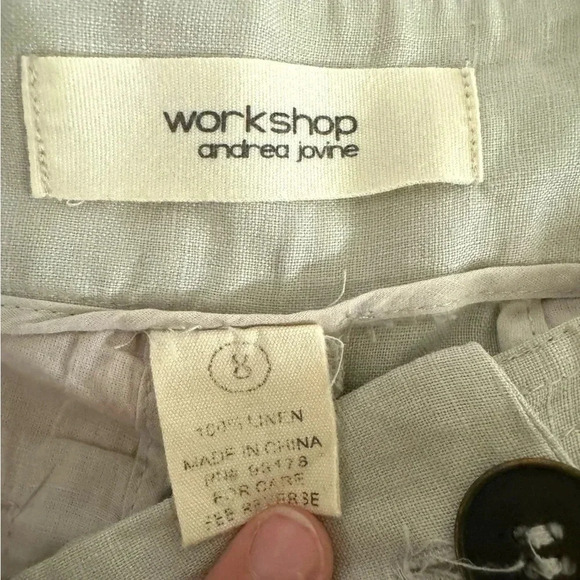 workshop
andrea jovine
8
100% LINEN
MADE IN CHINA
RN# 99178
FOR CARE
SEE REVERSE